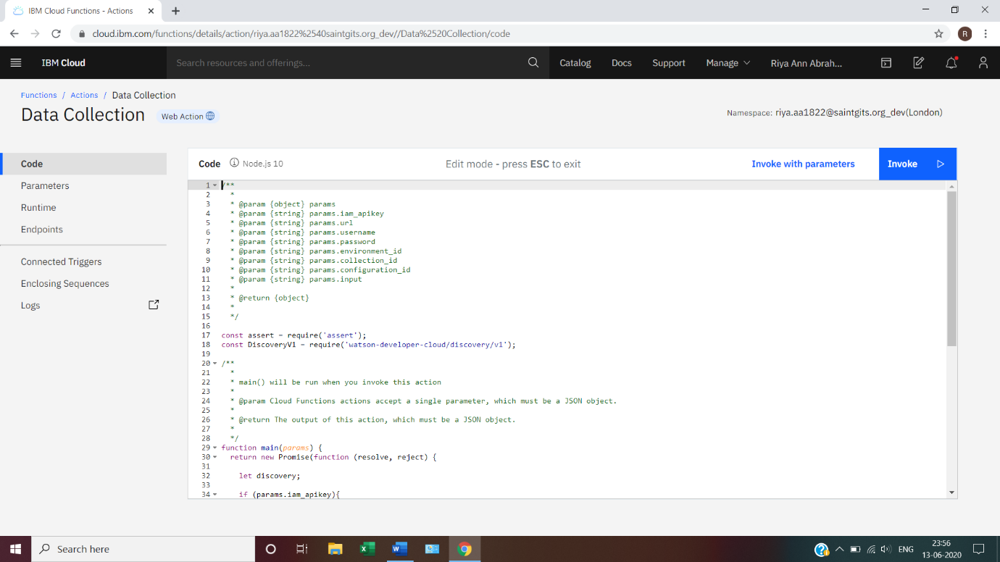 IBM Cloud Functions - Actions
cloud.ibm.com/functions/details/action/riya.aa1822%2540saintgits.org_dev//Data%2520Collection/code
R
IBM Cloud
Search resources and offerings...
Catalog
Docs
Support
Manage
Riya Ann Abrah...
Functions / Actions / Data Collection
Data Collection
Web Action
Namespace: riya.aa1822@saintgits.org_dev(London)
Code
Parameters
Runtime
Endpoints
Connected Triggers
Enclosing Sequences
Logs
Code
Node.js 10
Edit mode - press ESC to exit
Invoke with parameters
Invoke
1 /**
2 *
3 * @param {object} params
4 * @param {string} params.iam_apikey
5 * @param {string} params.url
6 * @param {string} params.username
7 * @param {string} params.password
8 * @param {string} params.environment_id
9 * @param {string} params.collection_id
10 * @param {string} params.configuration_id
11 * @param {string} params.input
12 *
13 * @return {object}
14 *
15 */
16
17 const assert = require('assert');
18 const DiscoveryV1 = require('watson-developer-cloud/discovery/v1');
19
20 /**
21 *
22 * main() will be run when you invoke this action
23 *
24 * @param Cloud Functions actions accept a single parameter, which must be a JSON object.
25 *
26 * @return The output of this action, which must be a JSON object.
27 *
28 */
29 function main(params) {
30 return new Promise(function (resolve, reject) {
31
32 let discovery;
33
34 if (params.iam_apikey){
Search here
ENG
23:56
13-06-2020